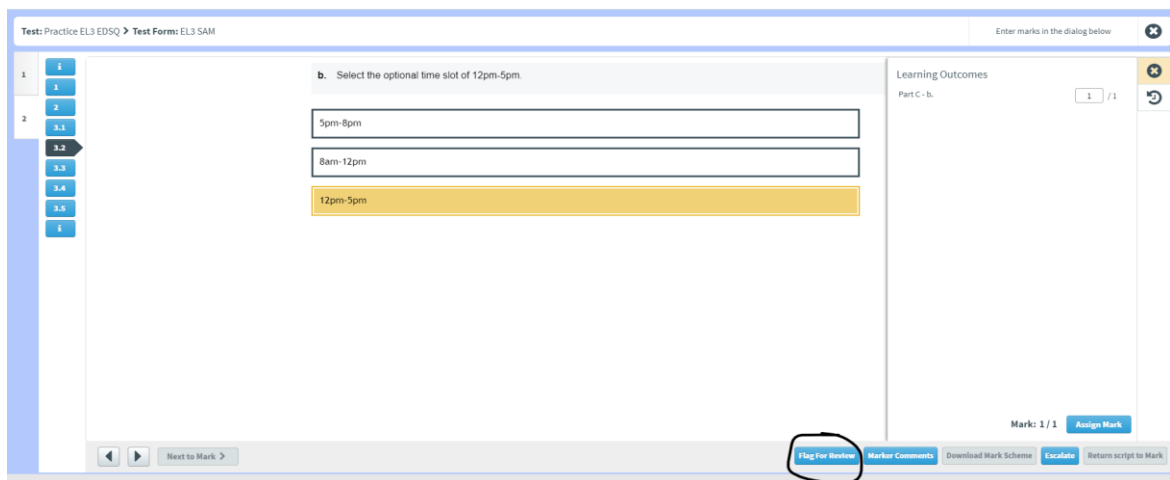 Test: Practice EL3 EDSQ > Test Form: EL3 SAM
Enter marks in the dialog below
1
2
i
1
2
3.1
3.2
3.3
3.4
3.5
i
b. Select the optional time slot of 12pm-5pm.
5pm-8pm
8am-12pm
12pm-5pm
Learning Outcomes
Part C - b.
1 /1
Mark: 1 / 1
Assign Mark
Next to Mark >
Flag For Review
Marker Comments
Download Mark Scheme
Escalate
Return script to Mark